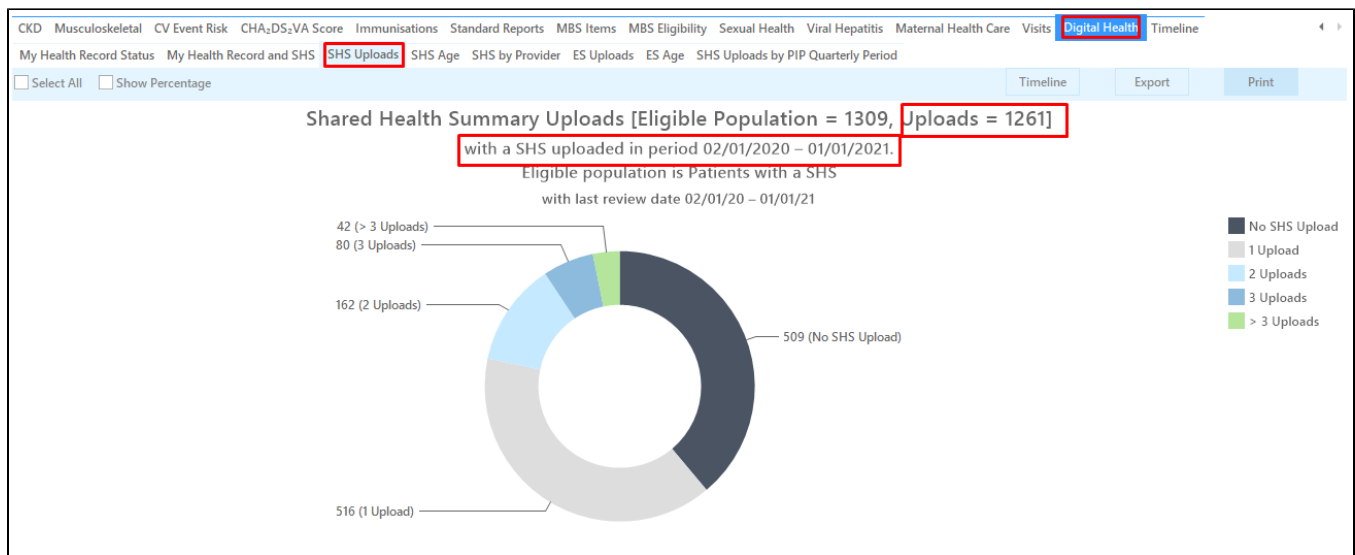 CKD Musculoskeletal CV Event Risk CHA₂DS₂VA Score Immunisations Standard Reports MBS Items MBS Eligibility Sexual Health Viral Hepatitis Maternal Health Care Visits Digital Health Timeline
My Health Record Status My Health Record and SHS SHS Uploads SHS Age SHS by Provider ES Uploads ES Age SHS Uploads by PIP Quarterly Period
Select All Show Percentage Timeline Export Print
Shared Health Summary Uploads [Eligible Population = 1309, Uploads = 1261]
with a SHS uploaded in period 02/01/2020 – 01/01/2021.
Eligible population is Patients with a SHS
with last review date 02/01/20 – 01/01/21
42 (> 3 Uploads)
80 (3 Uploads)
162 (2 Uploads)
509 (No SHS Upload)
516 (1 Upload)
No SHS Upload
1 Upload
2 Uploads
3 Uploads
> 3 Uploads